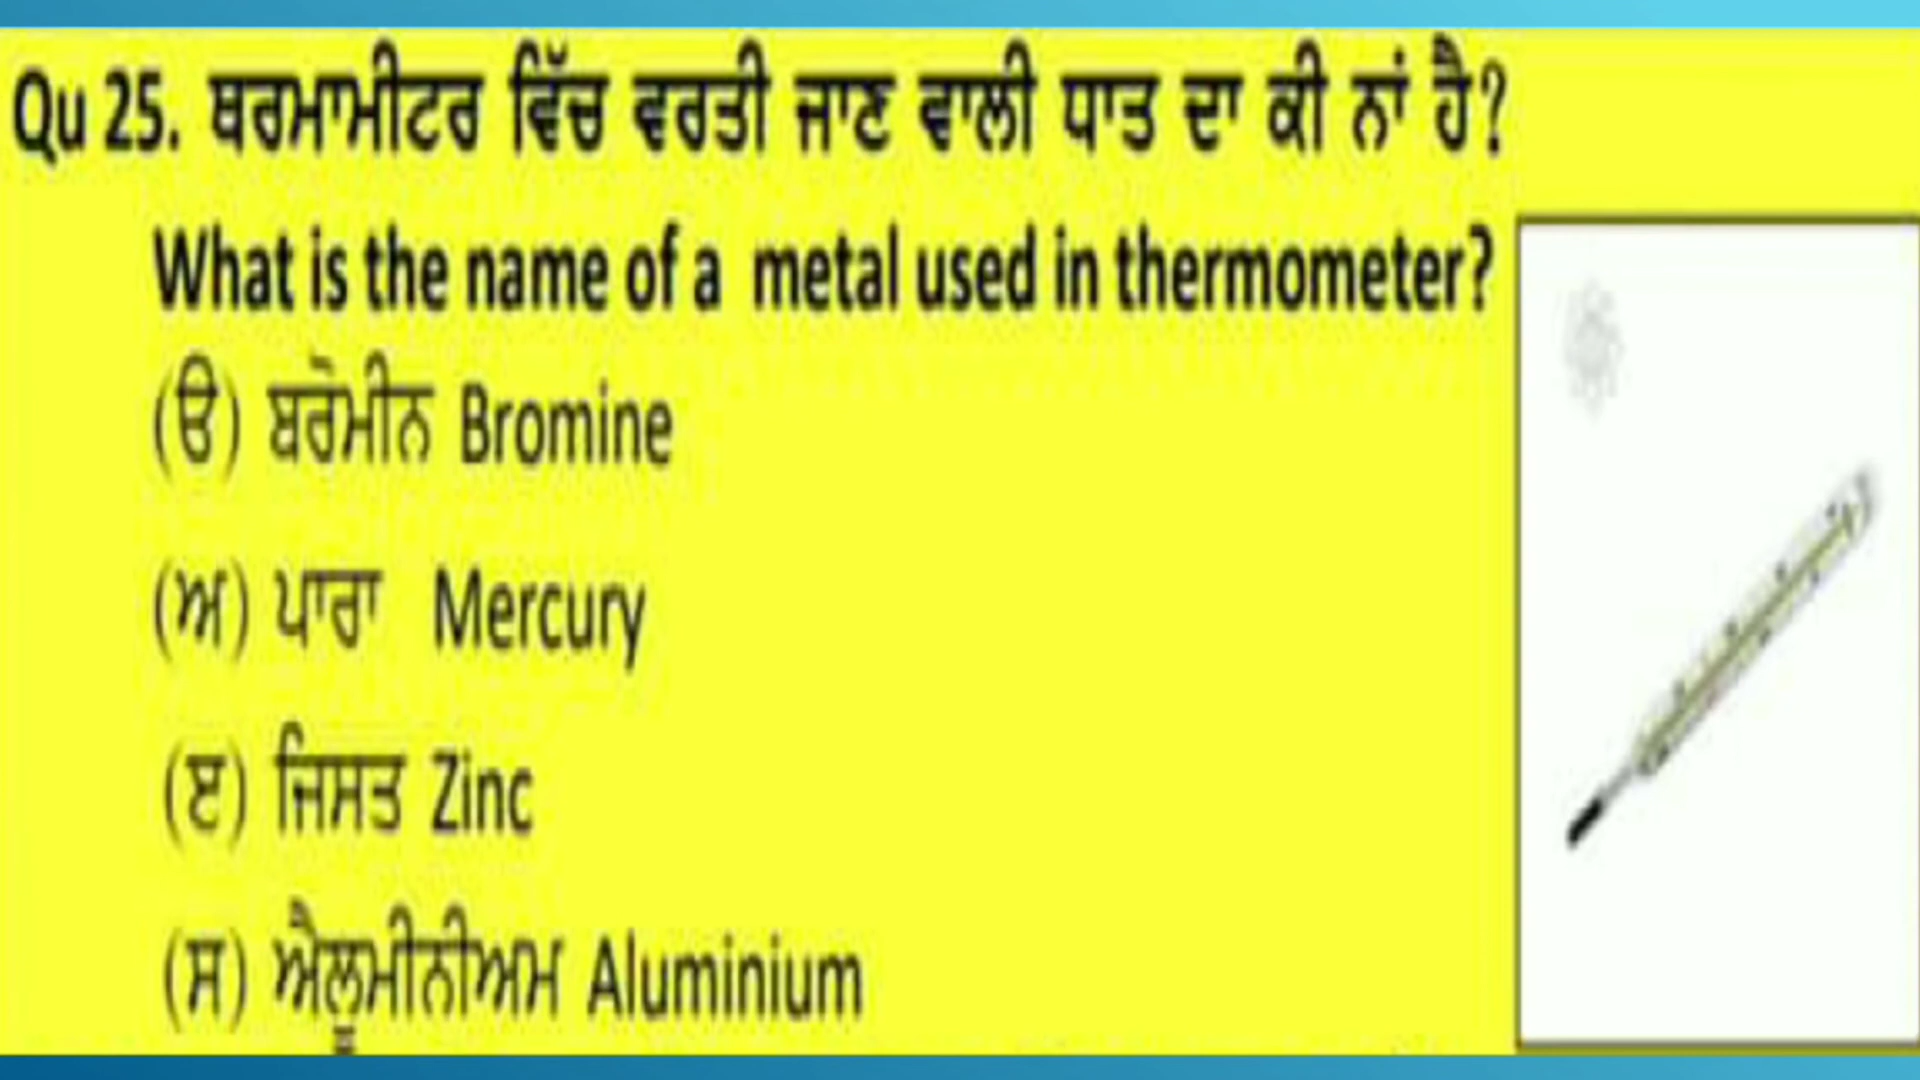 Qu 25. ਥਰਮਾਮੀਟਰ ਵਿੱਚ ਵਰਤੀ ਜਾਣ ਵਾਲੀ ਧਾਤ ਦਾ ਕੀ ਨਾਂ ਹੈ?
What is the name of a metal used in thermometer?
(ੳ) ਬਰੋਮੀਨ Bromine
(ਅ) ਪਾਰਾ Mercury
(ੲ) ਜਿਸਤ Zinc
(ਸ) ਐਲੂਮੀਨੀਅਮ Aluminium